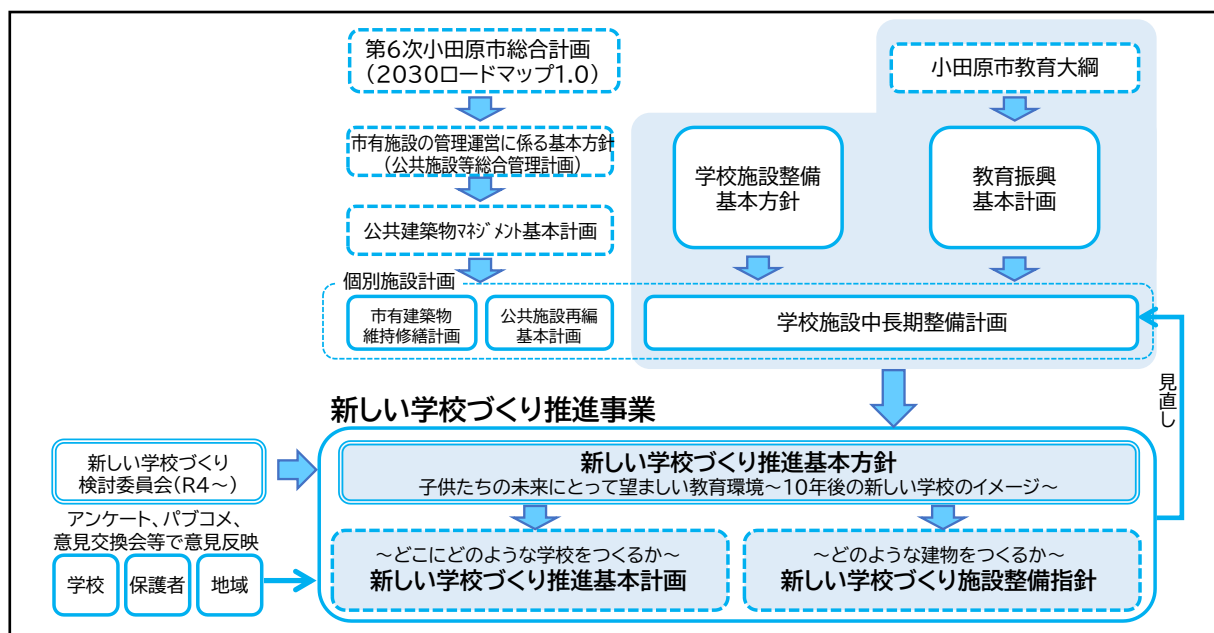 第6次小田原市総合計画
(2030ロードマップ1.0)
小田原市教育大綱
市有施設の管理運営に係る基本方針
(公共施設等総合管理計画)
学校施設整備
基本方針
教育振興
基本計画
公共建築物マネジメント基本計画
個別施設計画
市有建築物
維持修繕計画
公共施設再編
基本計画
学校施設中長期整備計画
見直し
新しい学校づくり推進事業
新しい学校づくり
検討委員会(R4~)
新しい学校づくり推進基本方針
子供たちの未来にとって望ましい教育環境~10年後の新しい学校のイメージ~
アンケート、パブコメ、
意見交換会等で意見反映
学校
保護者
地域
~どこにどのような学校をつくるか~
新しい学校づくり推進基本計画
~どのような建物をつくるか~
新しい学校づくり施設整備指針